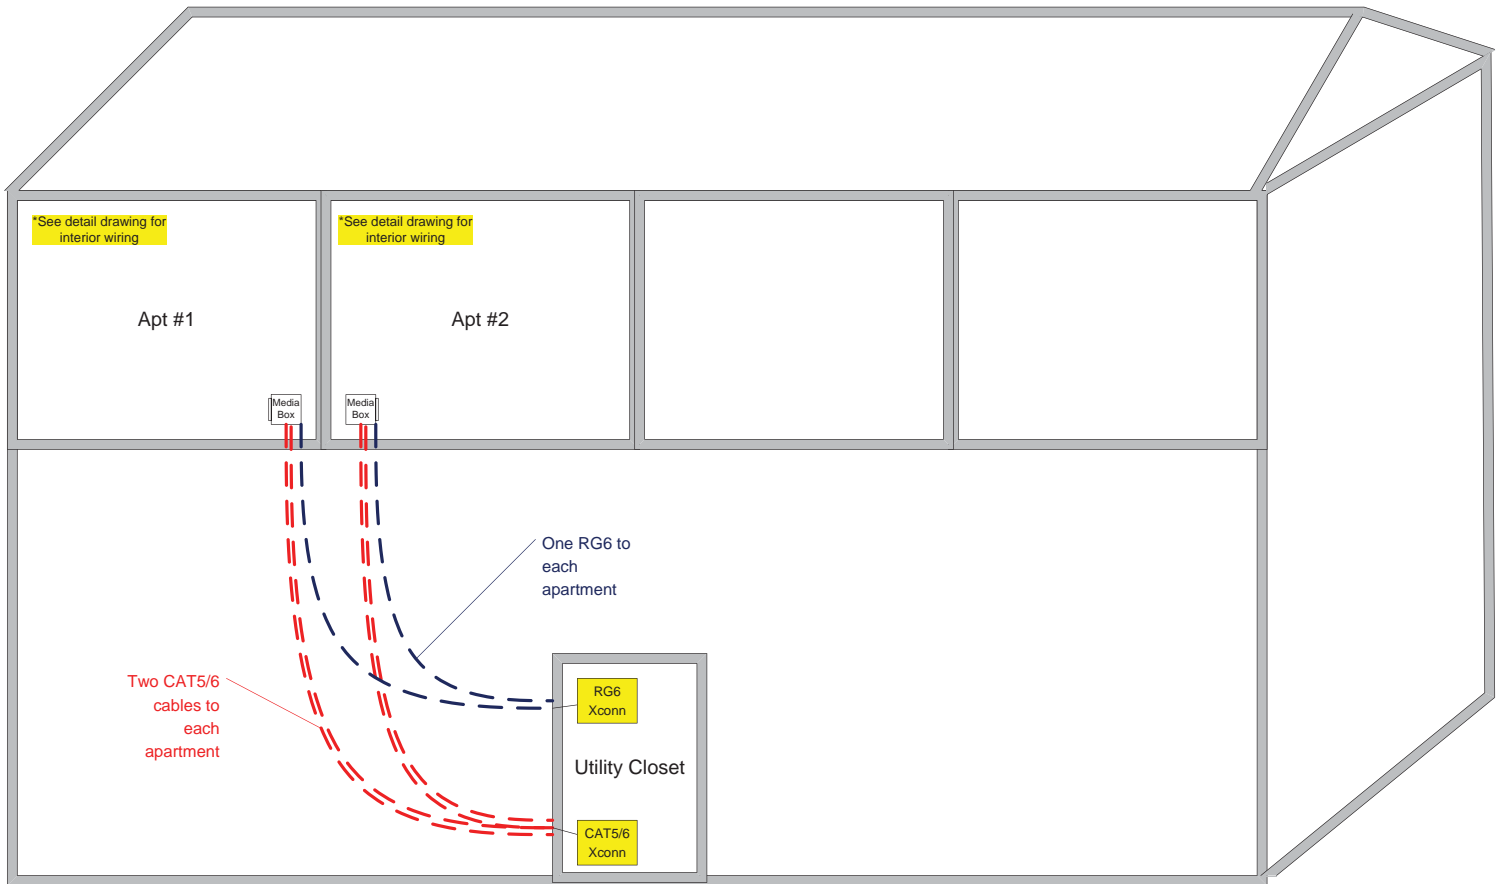 *See detail drawing for
interior wiring
*See detail drawing for
interior wiring
Apt #1
Apt #2
Media
Box
Media
Box
One RG6 to
each
apartment
Two CAT5/6
cables to
each
apartment
RG6
Xconn
Utility Closet
CAT5/6
Xconn